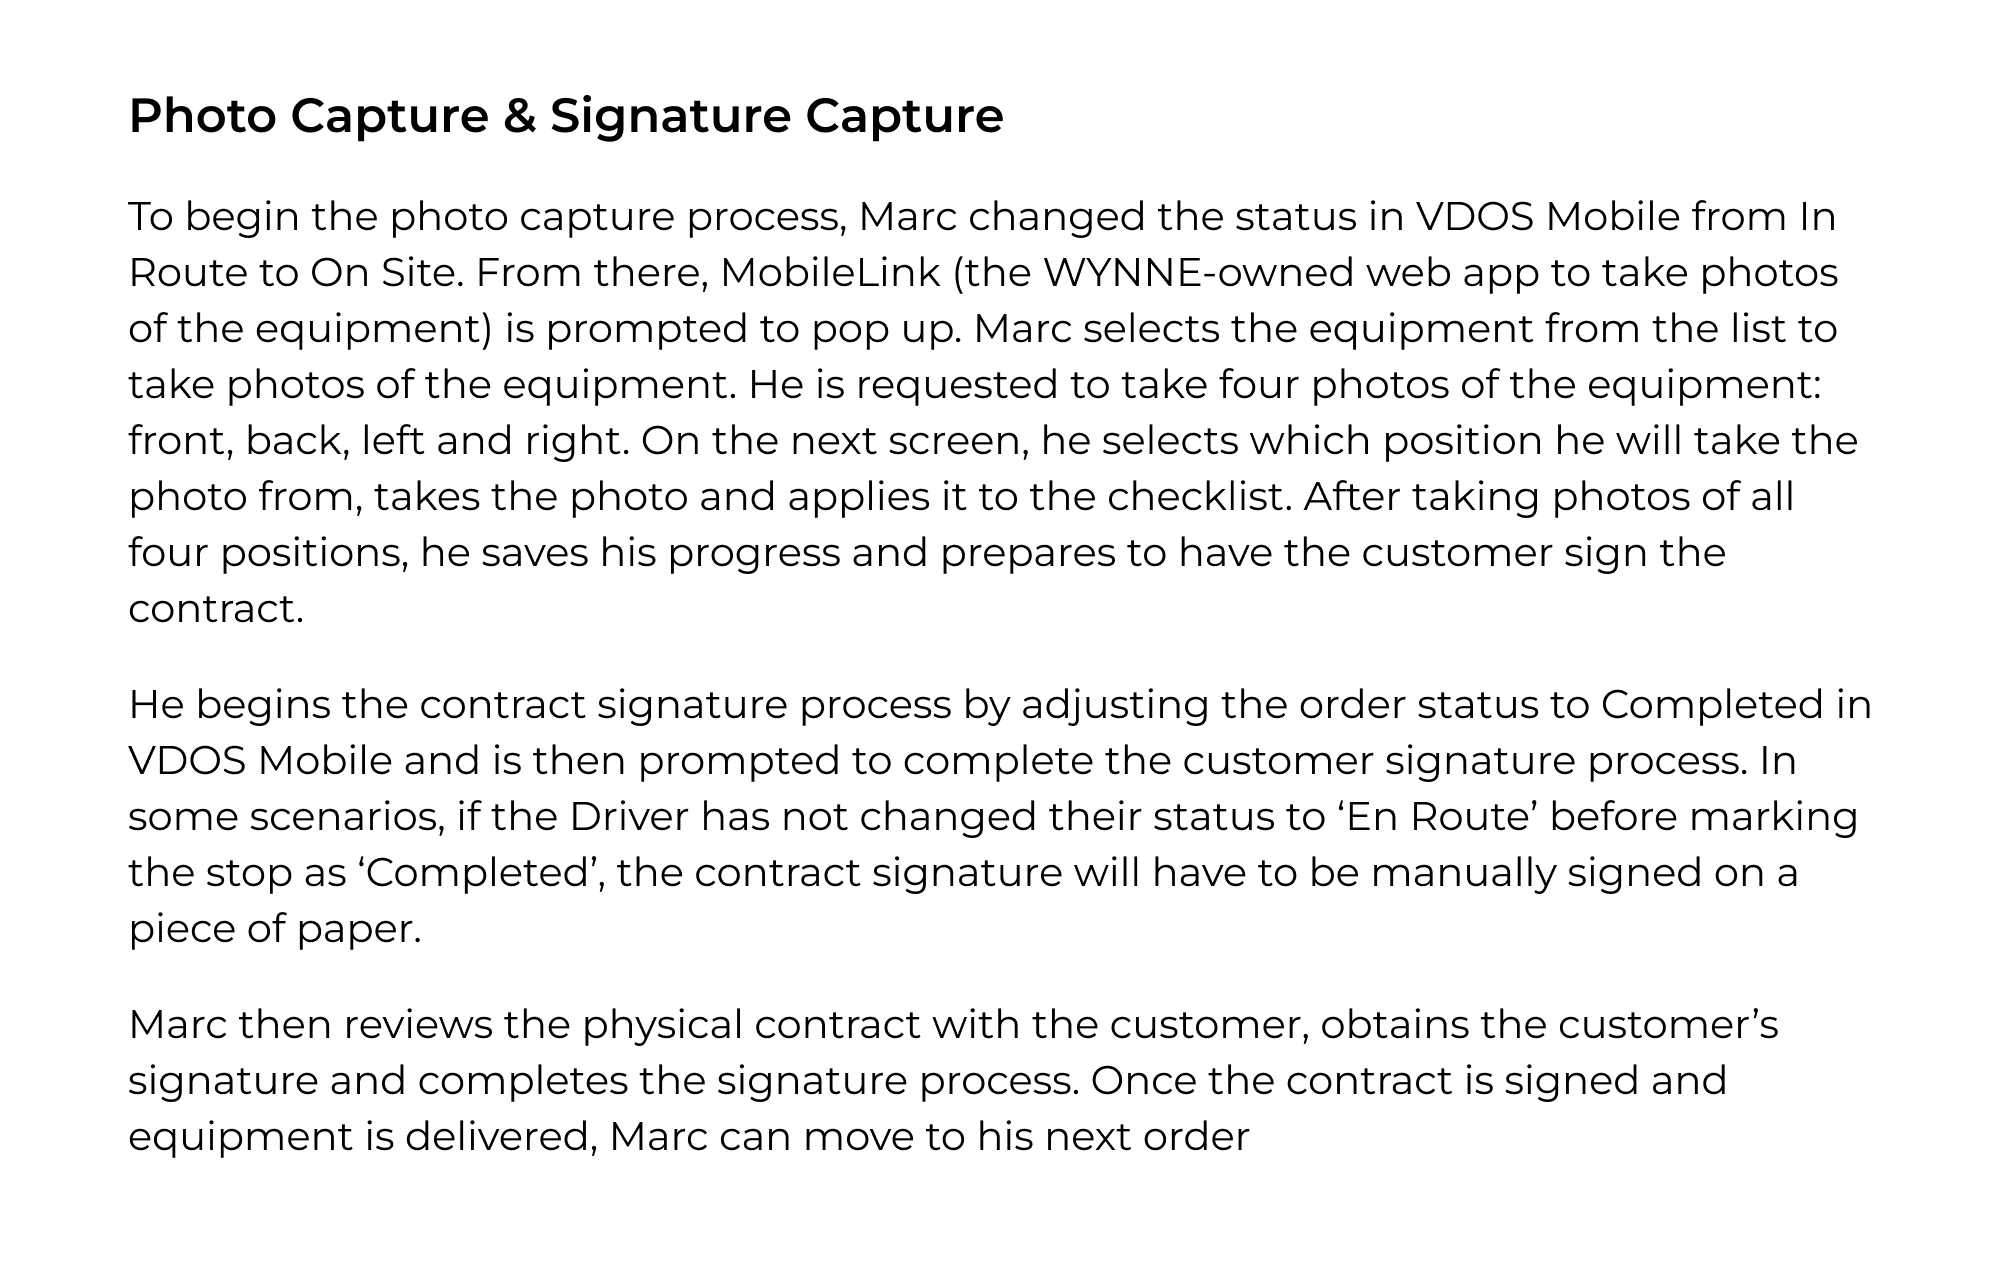 Photo Capture & Signature Capture
To begin the photo capture process, Marc changed the status in VDOS Mobile from In
Route to On Site. From there, MobileLink (the WYNNE-owned web app to take photos
of the equipment) is prompted to pop up. Marc selects the equipment from the list to
take photos of the equipment. He is requested to take four photos of the equipment:
front, back, left and right. On the next screen, he selects which position he will take the
photo from, takes the photo and applies it to the checklist. After taking photos of all
four positions, he saves his progress and prepares to have the customer sign the
contract.
He begins the contract signature process by adjusting the order status to Completed in
VDOS Mobile and is then prompted to complete the customer signature process. In
some scenarios, if the Driver has not changed their status to ‘En Route’ before marking
the stop as ‘Completed’, the contract signature will have to be manually signed on a
piece of paper.
Marc then reviews the physical contract with the customer, obtains the customer’s
signature and completes the signature process. Once the contract is signed and
equipment is delivered, Marc can move to his next order